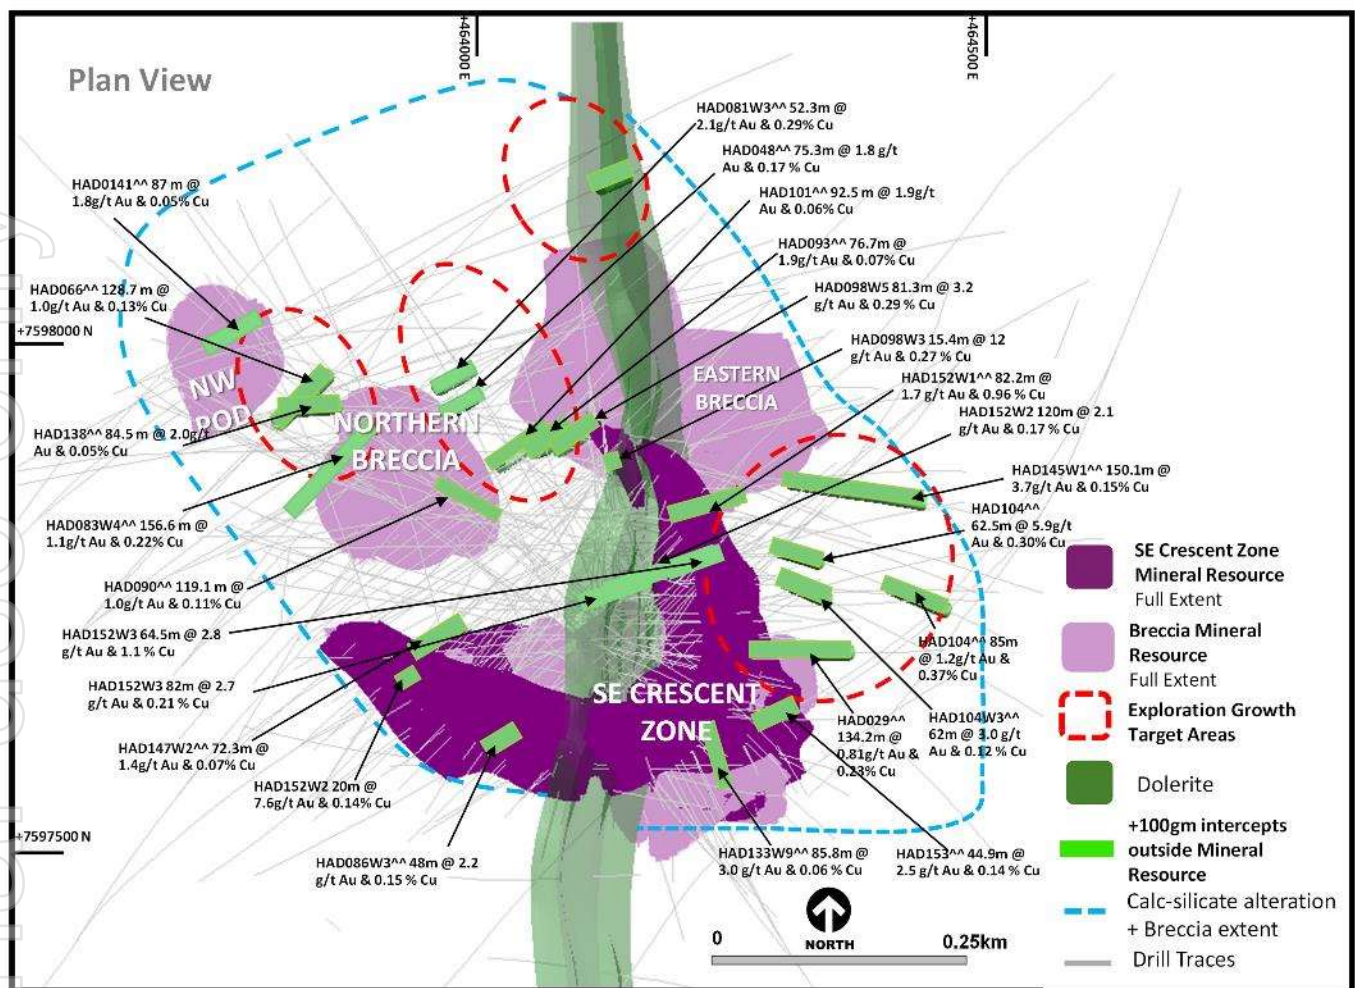 +464000 E
+464500 E
Plan View
HAD081W3^^ 52.3m @
2.1g/t Au & 0.29% Cu
HAD048^^ 75.3m @ 1.8 g/t
Au & 0.17 % Cu
HAD101^^ 92.5 m @ 1.9g/t
Au & 0.06% Cu
HAD093^^ 76.7m @
1.9g/t Au & 0.07% Cu
HAD098W5 81.3m @ 3.2
g/t Au & 0.29 % Cu
HAD098W3 15.4m @ 12
g/t Au & 0.27 % Cu
HAD152W1^^ 82.2m @
1.7 g/t Au & 0.96 % Cu
HAD152W2 120m @ 2.1
g/t Au & 0.17 % Cu
HAD145W1^^ 150.1m @
3.7g/t Au & 0.15% Cu
HAD104^^
62.5m @ 5.9g/t
Au & 0.30% Cu
HAD0141^^ 87 m @
1.8g/t Au & 0.05% Cu
HAD066^^ 128.7 m @
1.0g/t Au & 0.13% Cu
+7598000 N
NW
POD
NORTHERN
BRECCIA
EASTERN
BRECCIA
HAD138^^ 84.5 m @ 2.0g/t
Au & 0.05% Cu
HAD083W4^^ 156.6 m @
1.1g/t Au & 0.22% Cu
HAD090^^ 119.1 m @
1.0g/t Au & 0.11% Cu
HAD152W3 64.5m @ 2.8
g/t Au & 1.1 % Cu
HAD152W3 82m @ 2.7
g/t Au & 0.21 % Cu
HAD147W2^^ 72.3m @
1.4g/t Au & 0.07% Cu
HAD152W2 20m @
7.6g/t Au & 0.14% Cu
HAD086W3^^ 48m @ 2.2
g/t Au & 0.15 % Cu
SE CRESCENT
ZONE
HAD104^^ 85m
@ 1.2g/t Au &
0.37% Cu
HAD029^^
134.2m @
0.81g/t Au &
0.23% Cu
HAD104W3^^
62m @ 3.0 g/t
Au & 0.12 % Cu
HAD133W9^^ 85.8m @
3.0 g/t Au & 0.06 % Cu
HAD153^^ 44.9m @
2.5 g/t Au & 0.14 % Cu
+7597500 N
NORTH
0
0.25km
SE Crescent Zone
Mineral Resource
Full Extent
Breccia Mineral
Resource
Full Extent
Exploration Growth
Target Areas
Dolerite
+100gm intercepts
outside Mineral
Resource
Calc-silicate alteration
+ Breccia extent
Drill Traces